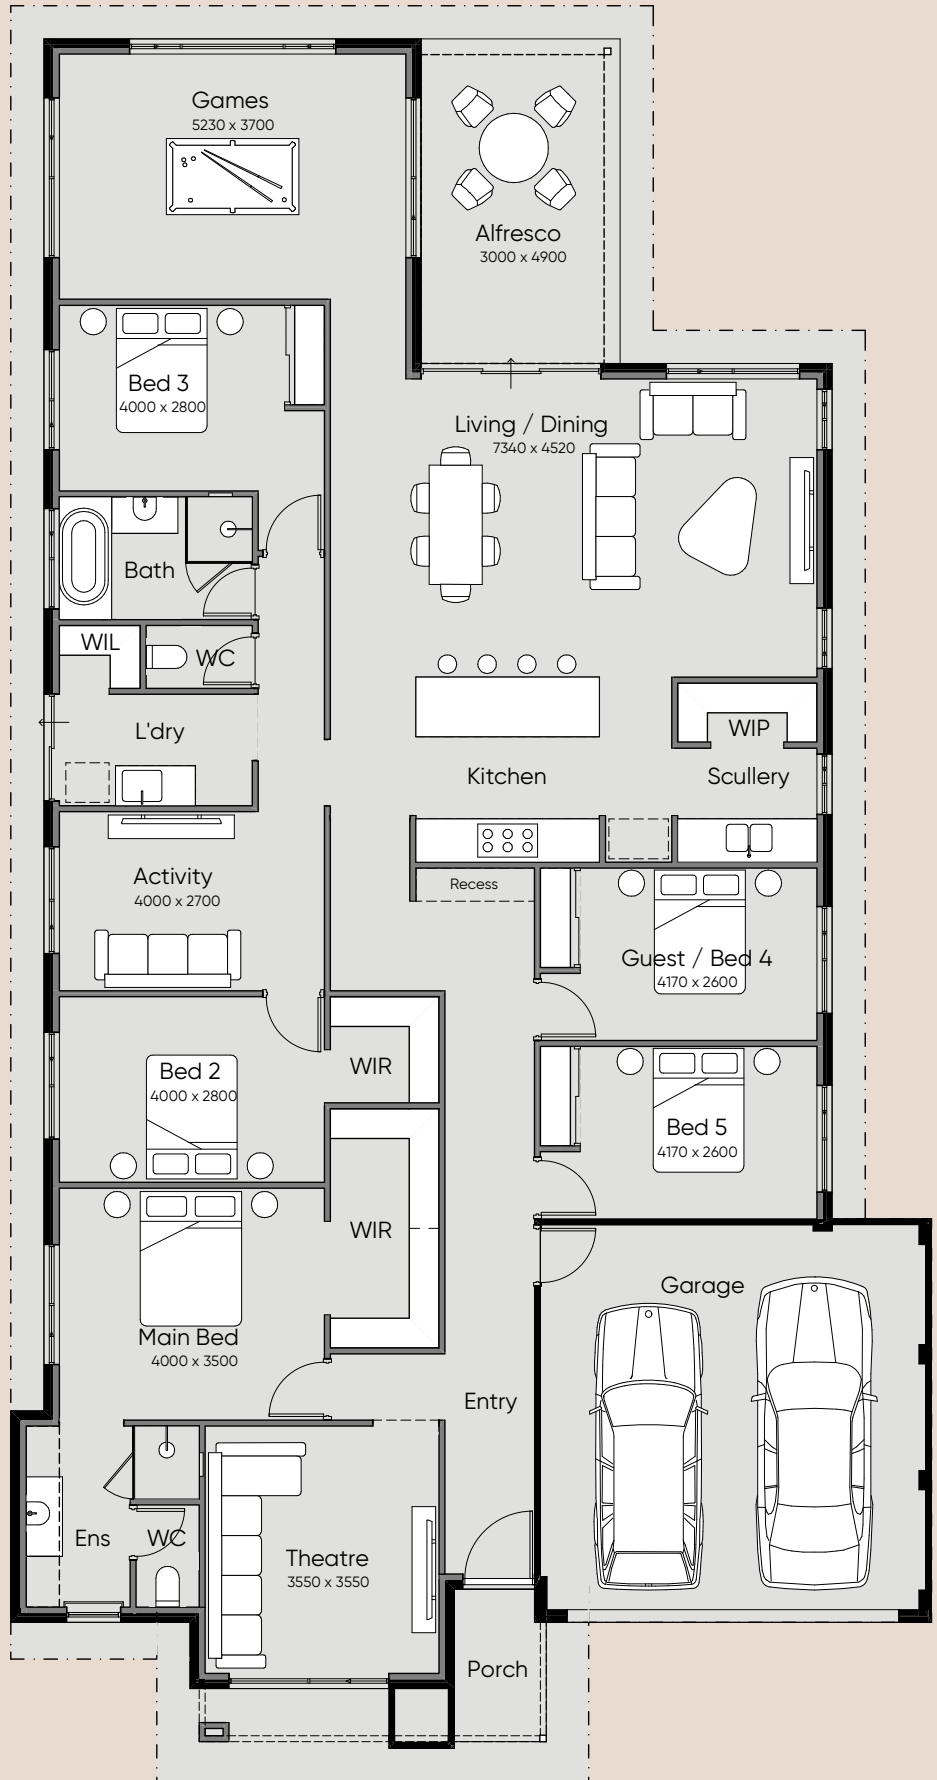 Games
5230 x 3700
Alfresco
3000 x 4900
Bed 3
4000 x 2800
Living / Dining
7340 x 4520
Bath
WIL
WC
L'dry
WIP
Kitchen
Scullery
Activity
4000 x 2700
Recess
Guest / Bed 4
4170 x 2600
Bed 2
4000 x 2800
WIR
Bed 5
4170 x 2600
WIR
Main Bed
4000 x 3500
Garage
Entry
Ens
WC
Theatre
3550 x 3550
Porch